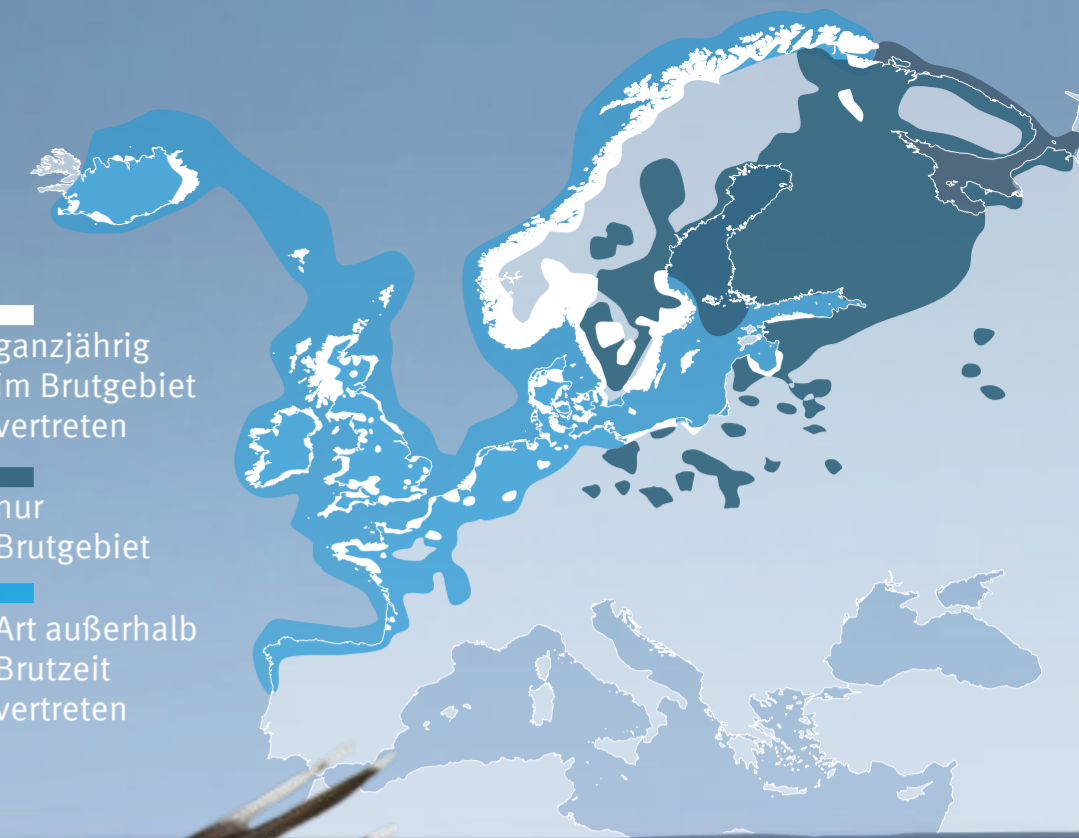 ganzjährig
im Brutgebiet
vertreten
nur
Brutgebiet
Art außerhalb
Brutzeit
vertreten